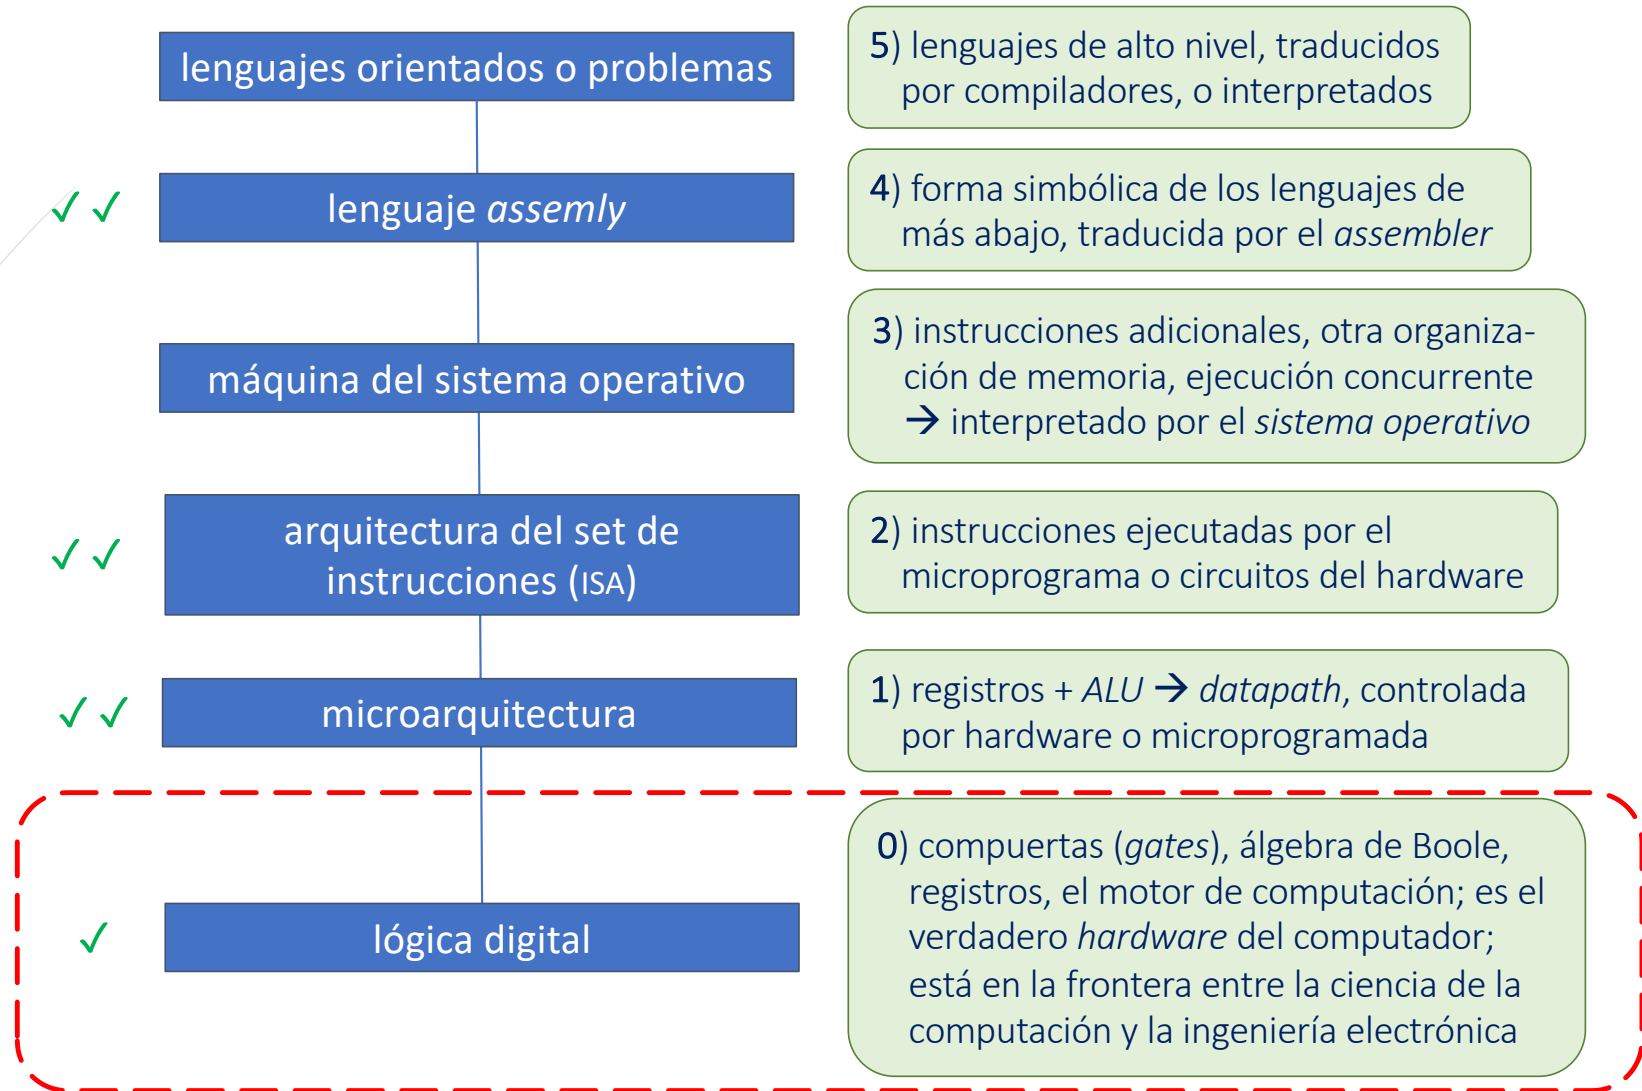 lenguajes orientados o problemas
5) lenguajes de alto nivel, traducidos
por compiladores, o interpretados
✓ ✓
lenguaje assemly
4) forma simbólica de los lenguajes de
más abajo, traducida por el assembler
máquina del sistema operativo
3) instrucciones adicionales, otra organiza-
ción de memoria, ejecución concurrente
→ interpretado por el sistema operativo
✓ ✓
arquitectura del set de
instrucciones (ISA)
2) instrucciones ejecutadas por el
microprograma o circuitos del hardware
✓ ✓
microarquitectura
1) registros + ALU → datapath, controlada
por hardware o microprogramada
✓
lógica digital
0) compuertas (gates), álgebra de Boole,
registros, el motor de computación; es el
verdadero hardware del computador;
está en la frontera entre la ciencia de la
computación y la ingeniería electrónica